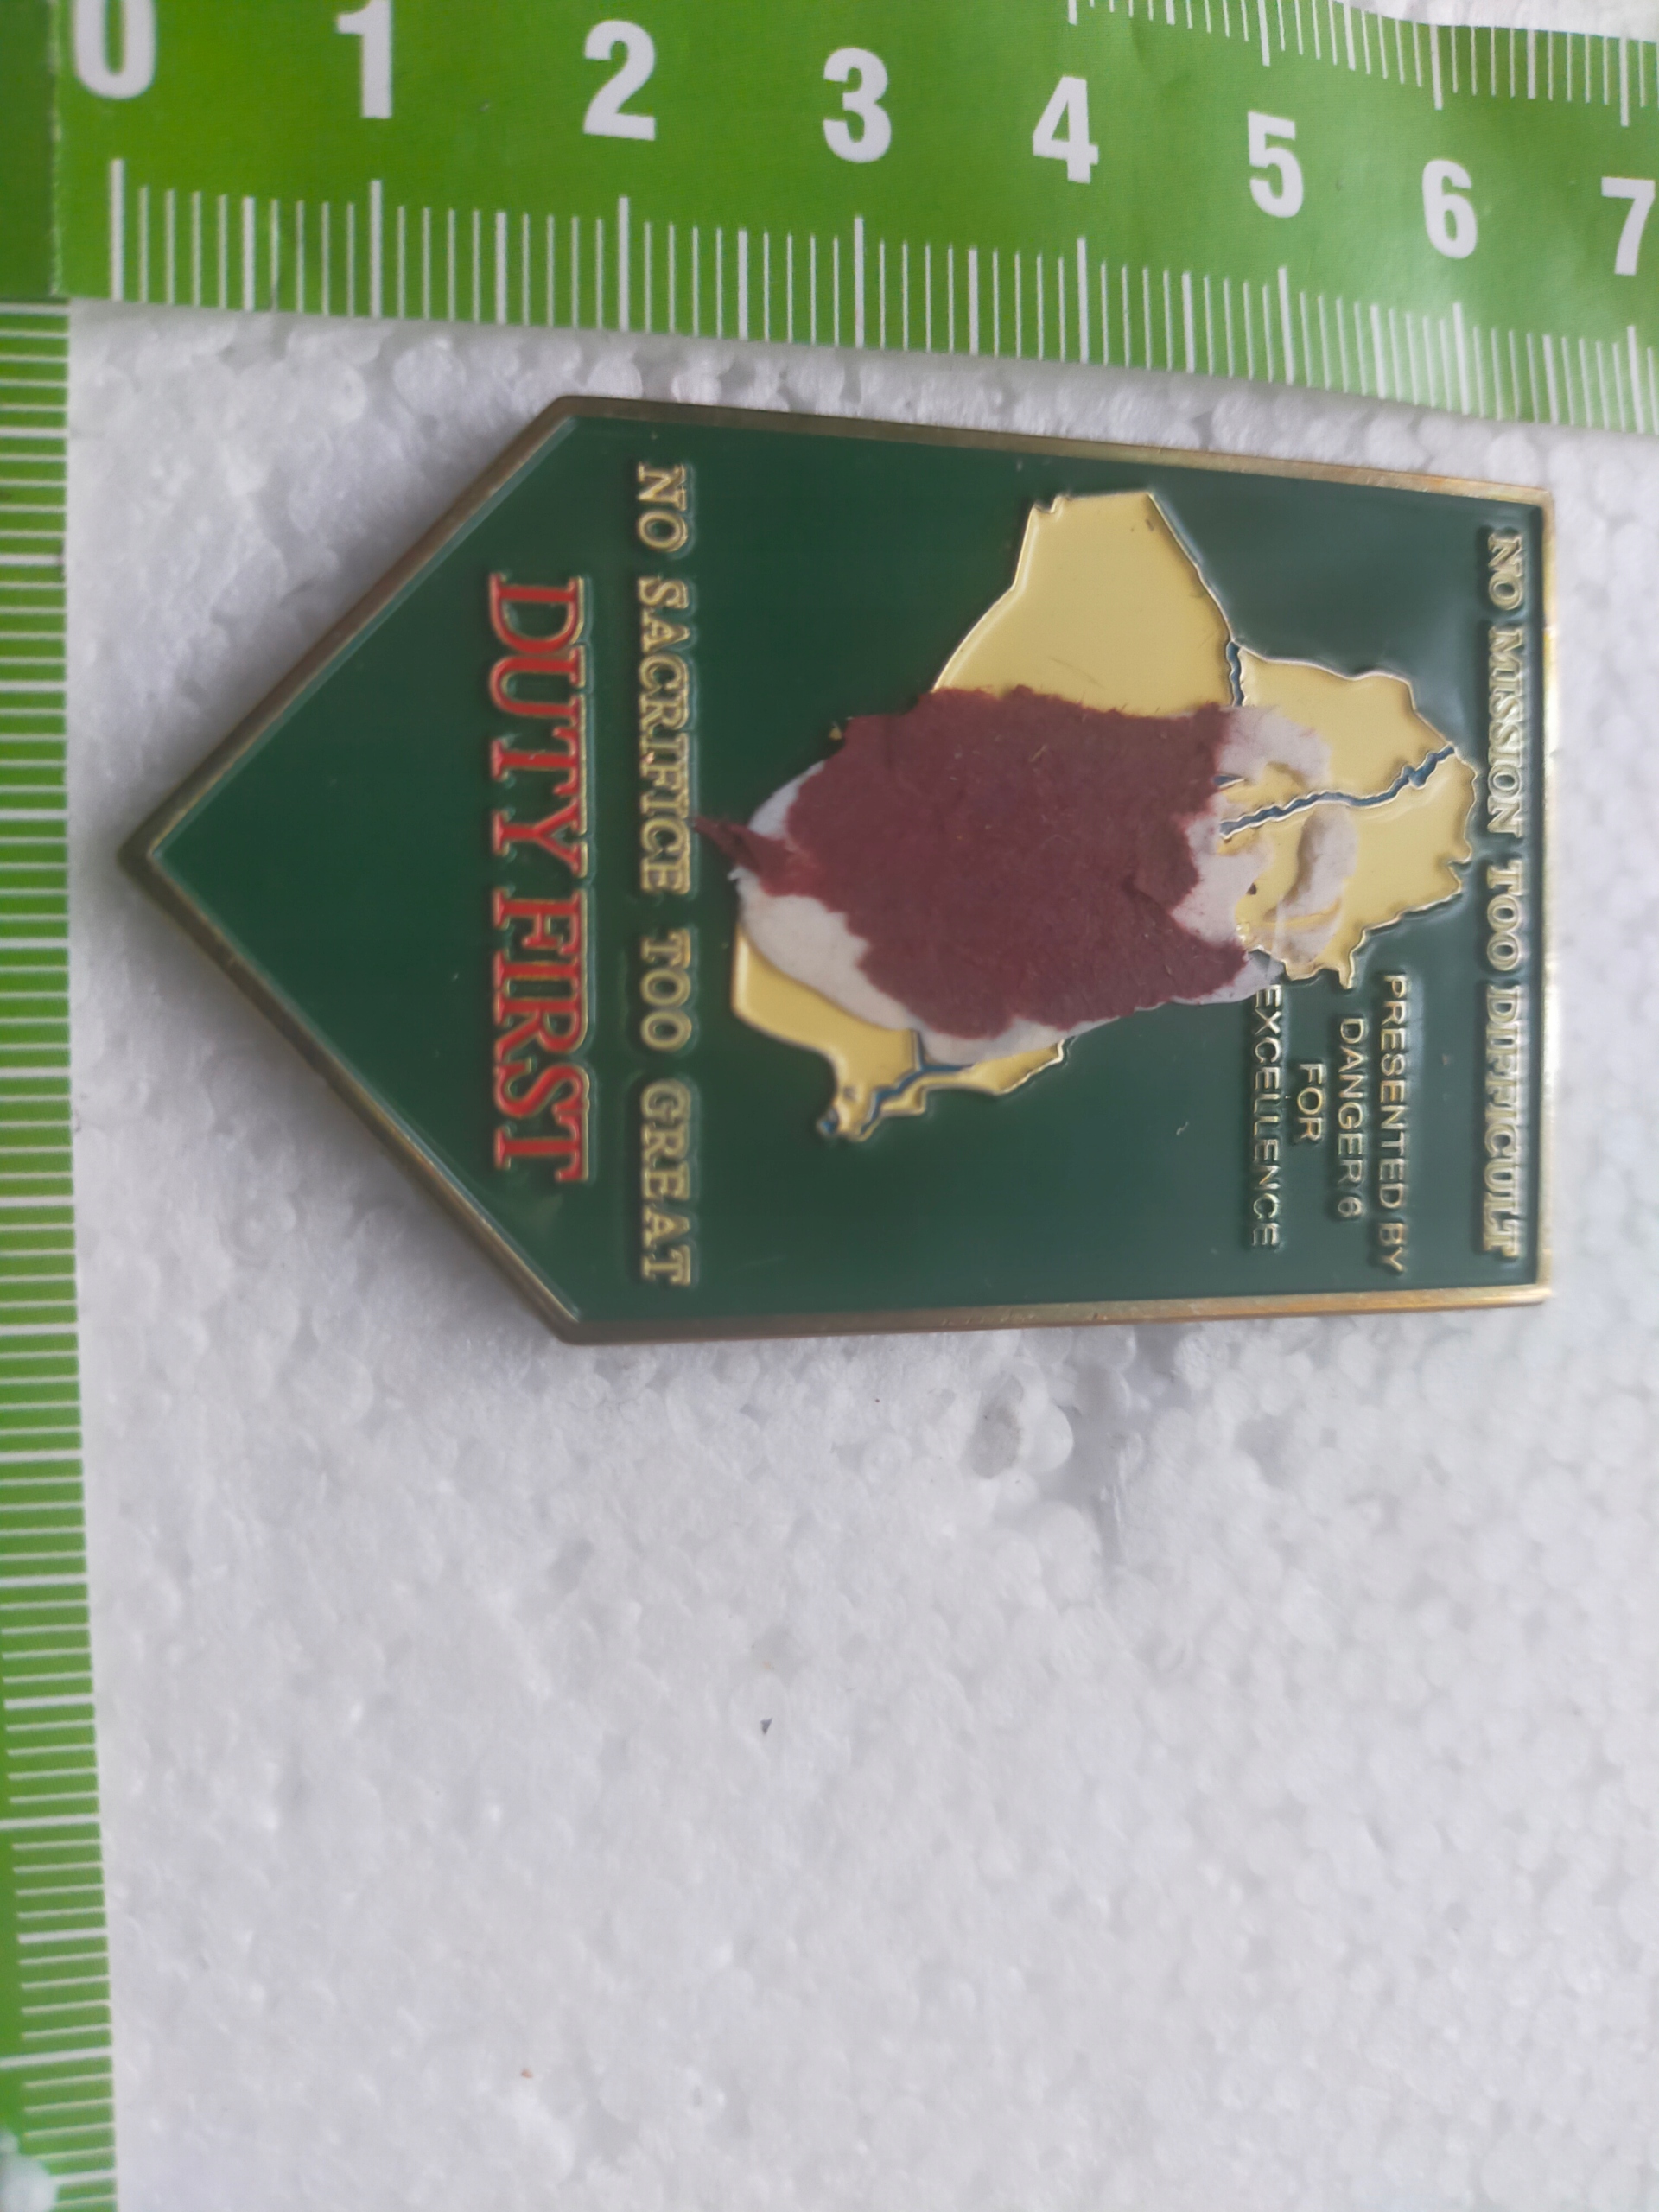 0 1 2 3 4 5 6 7
NO MISSION TOO DIFFICULT
PRESENTED BY
DANGER 6
FOR
EXCELLENCE
NO SACRIFICE TOO GREAT
DUTY FIRST